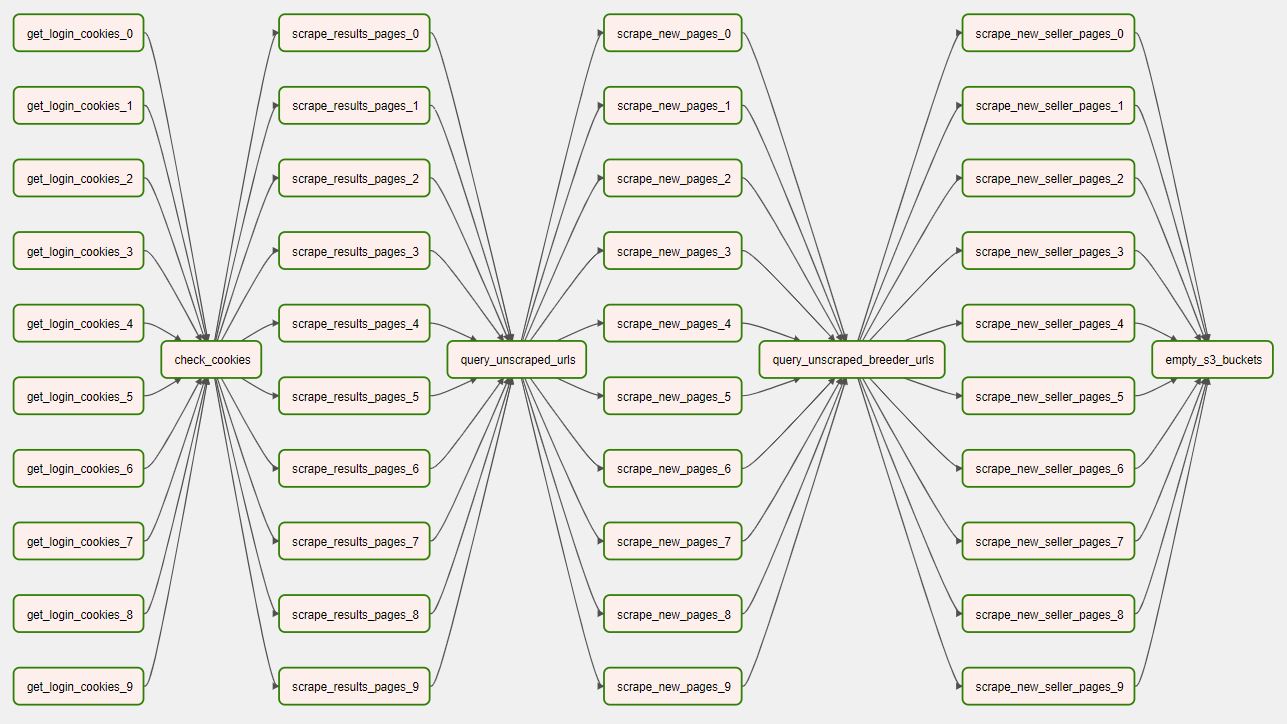 get_login_cookies_0
get_login_cookies_1
get_login_cookies_2
get_login_cookies_3
get_login_cookies_4
get_login_cookies_5
get_login_cookies_6
get_login_cookies_7
get_login_cookies_8
get_login_cookies_9
check_cookies
scrape_results_pages_0
scrape_results_pages_1
scrape_results_pages_2
scrape_results_pages_3
scrape_results_pages_4
scrape_results_pages_5
scrape_results_pages_6
scrape_results_pages_7
scrape_results_pages_8
scrape_results_pages_9
query_unscraped_urls
scrape_new_pages_0
scrape_new_pages_1
scrape_new_pages_2
scrape_new_pages_3
scrape_new_pages_4
scrape_new_pages_5
scrape_new_pages_6
scrape_new_pages_7
scrape_new_pages_8
scrape_new_pages_9
query_unscraped_breeder_urls
scrape_new_seller_pages_0
scrape_new_seller_pages_1
scrape_new_seller_pages_2
scrape_new_seller_pages_3
scrape_new_seller_pages_4
scrape_new_seller_pages_5
scrape_new_seller_pages_6
scrape_new_seller_pages_7
scrape_new_seller_pages_8
scrape_new_seller_pages_9
empty_s3_buckets